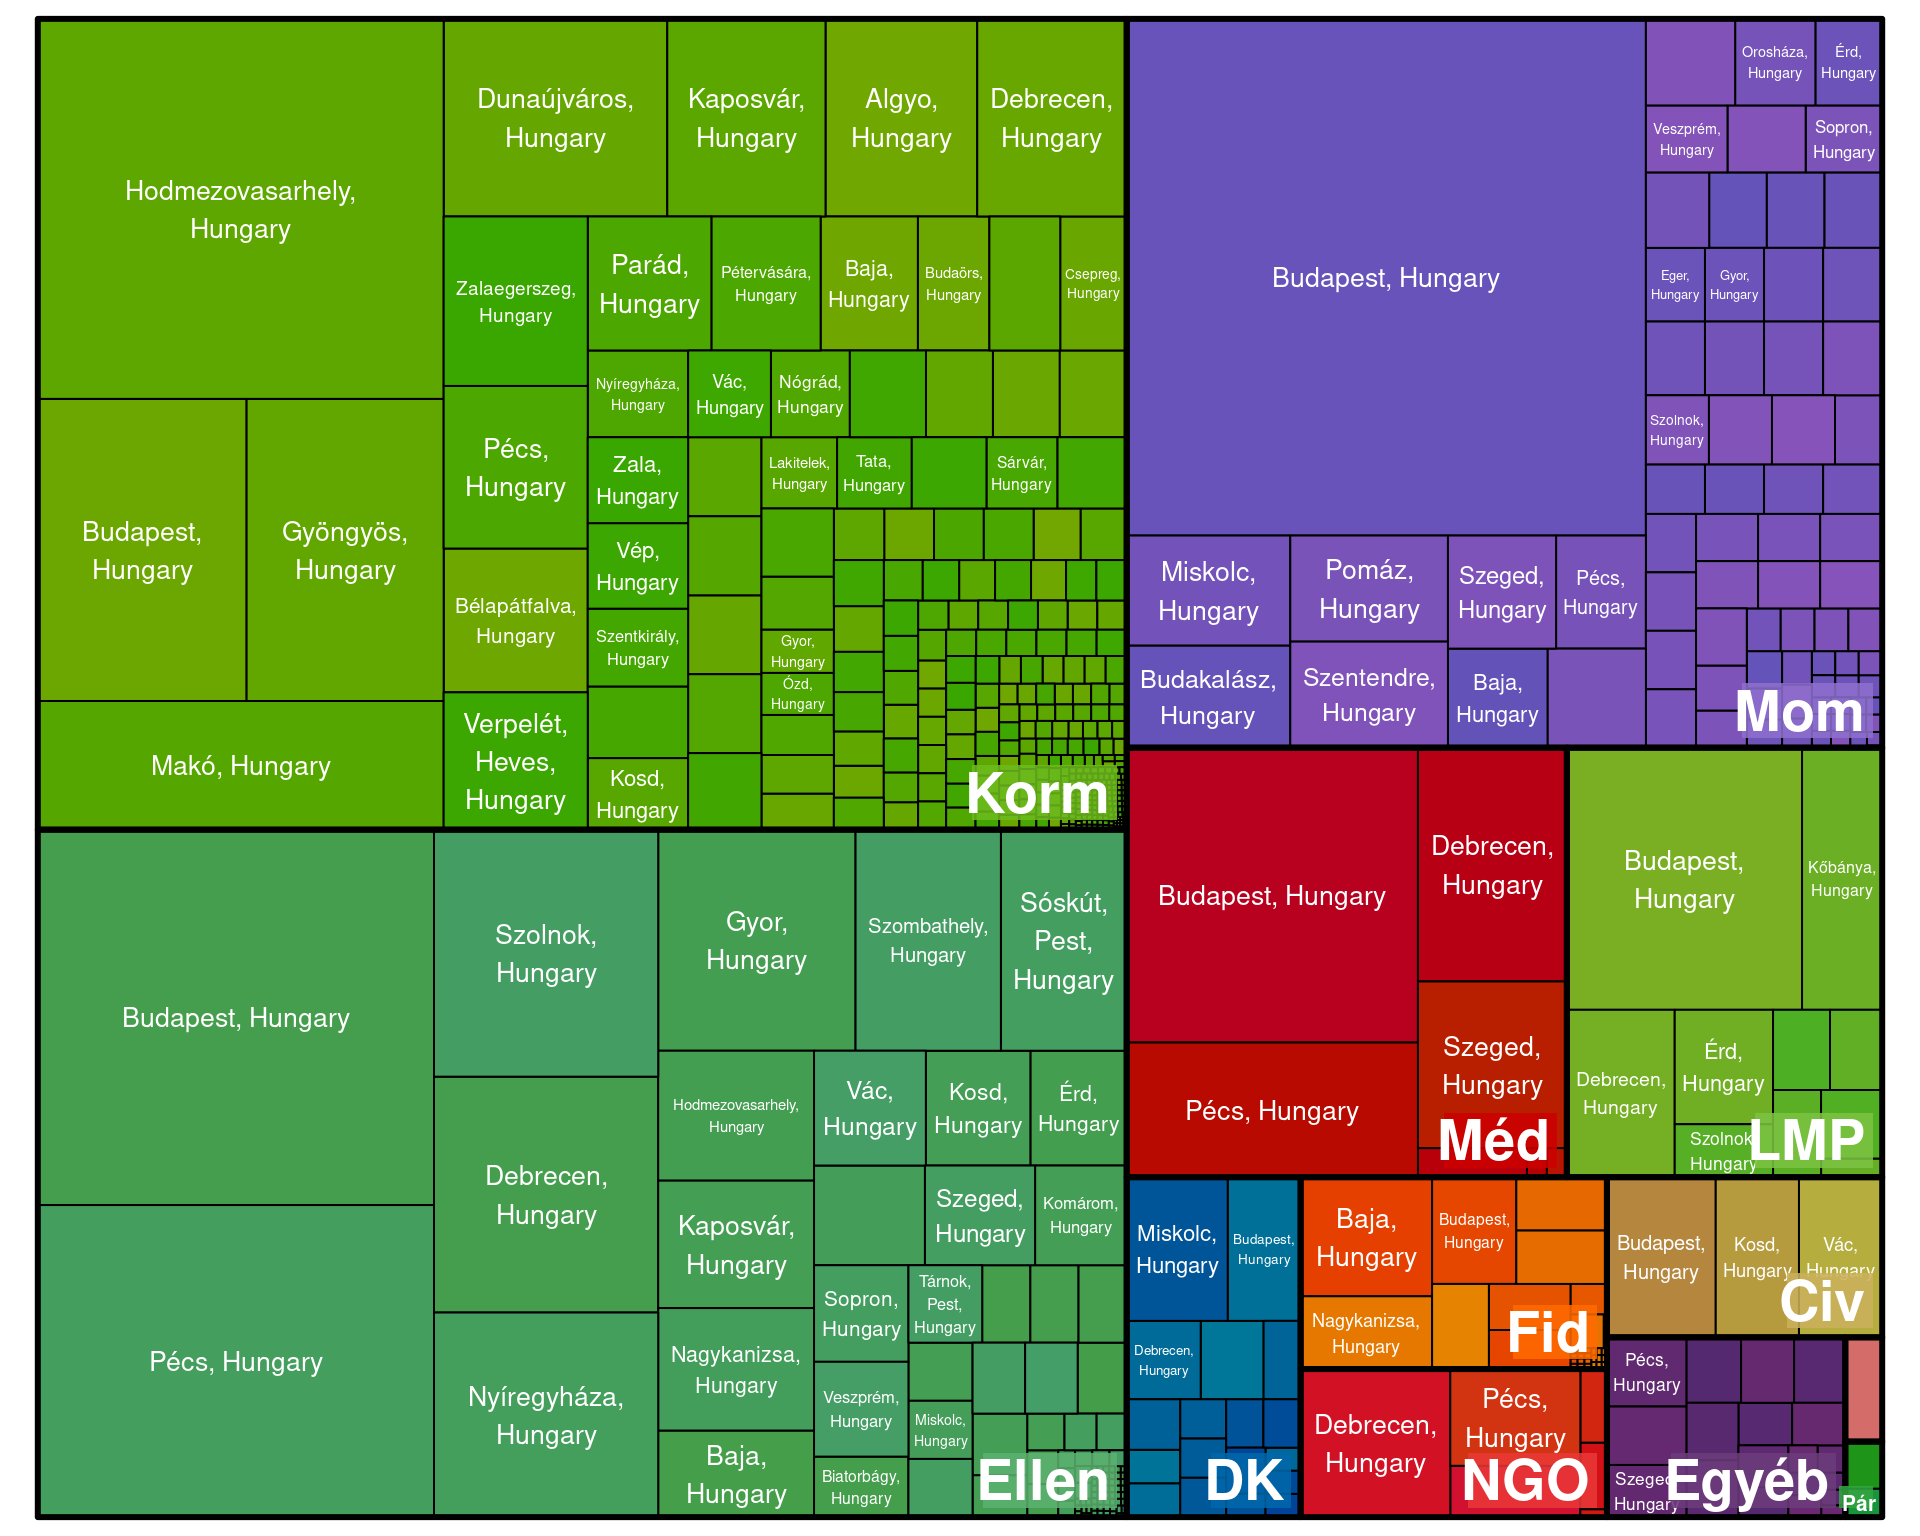 Hodmezovasarhely,
Hungary
Budapest,
Hungary
Gyöngyös,
Hungary
Makó, Hungary
Dunaújváros,
Hungary
Kaposvár,
Hungary
Algyo,
Hungary
Debrecen,
Hungary
Zalaegerszeg,
Hungary
Pécs,
Hungary
Bélapátfalva,
Hungary
Verpelét,
Heves,
Hungary
Parád,
Hungary
Pétervására,
Hungary
Baja,
Hungary
Budaörs,
Hungary
Csepreg,
Hungary
Nyíregyháza,
Hungary
Vác,
Hungary
Nógrád,
Hungary
Zala,
Hungary
Vép,
Hungary
Szentkirály,
Hungary
Kosd,
Hungary
Lakitelek,
Hungary
Tata,
Hungary
Sárvár,
Hungary
Gyor,
Hungary
Ózd,
Hungary
Korm
Budapest, Hungary
Miskolc,
Hungary
Budakalász,
Hungary
Pomáz,
Hungary
Szentendre,
Hungary
Szeged,
Hungary
Pécs,
Hungary
Baja,
Hungary
Orosháza,
Hungary
Érd,
Hungary
Veszprém,
Hungary
Sopron,
Hungary
Eger,
Hungary
Gyor,
Hungary
Szolnok,
Hungary
Mom
Budapest, Hungary
Pécs, Hungary
Szolnok,
Hungary
Debrecen,
Hungary
Nyíregyháza,
Hungary
Gyor,
Hungary
Szombathely,
Hungary
Sóskút,
Pest,
Hungary
Hodmezovasarhely,
Hungary
Kaposvár,
Hungary
Nagykanizsa,
Hungary
Baja,
Hungary
Vác,
Hungary
Kosd,
Hungary
Érd,
Hungary
Szeged,
Hungary
Komárom,
Hungary
Sopron,
Hungary
Veszprém,
Hungary
Biatorbágy,
Hungary
Tárnok,
Pest,
Hungary
Miskolc,
Hungary
Ellen
Budapest, Hungary
Pécs, Hungary
Debrecen,
Hungary
Szeged,
Hungary
Méd
Budapest,
Hungary
Kőbánya,
Hungary
Debrecen,
Hungary
Érd,
Hungary
Szolnok
Hungary
LMP
Miskolc,
Hungary
Budapest,
Hungary
Debrecen,
Hungary
DK
Baja,
Hungary
Budapest,
Hungary
Nagykanizsa,
Hungary
Fid
Debrecen,
Hungary
Pécs,
Hungary
NGO
Budapest,
Hungary
Kosd,
Hungary
Vác,
Hungary
Civ
Pécs,
Hungary
Szeged
Hungary
Egyéb
Pár